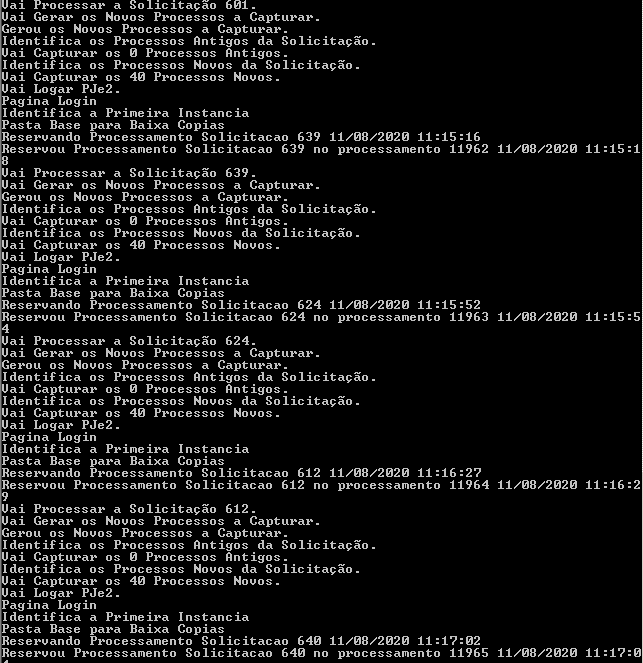 Vai Processar a Solicitação 601.
Vai Gerar os Novos Processos a Capturar.
Gerou os Novos Processos a Capturar.
Identifica os Processos Antigos da Solicitação.
Vai Capturar os 0 Processos Antigos.
Identifica os Processos Novos da Solicitação.
Vai Capturar os 40 Processos Novos.
Vai Logar PJe2.
Pagina Login
Identifica a Primeira Instancia
Pasta Base para Baixa Copias
Reservando Processamento Solicitacao 639 11/08/2020 11:15:16
Reservou Processamento Solicitacao 639 no processamento 11962 11/08/2020 11:15:1
8
Vai Processar a Solicitação 639.
Vai Gerar os Novos Processos a Capturar.
Gerou os Novos Processos a Capturar.
Identifica os Processos Antigos da Solicitação.
Vai Capturar os 0 Processos Antigos.
Identifica os Processos Novos da Solicitação.
Vai Capturar os 40 Processos Novos.
Vai Logar PJe2.
Pagina Login
Identifica a Primeira Instancia
Pasta Base para Baixa Copias
Reservando Processamento Solicitacao 624 11/08/2020 11:15:52
Reservou Processamento Solicitacao 624 no processamento 11963 11/08/2020 11:15:5
4
Vai Processar a Solicitação 624.
Vai Gerar os Novos Processos a Capturar.
Gerou os Novos Processos a Capturar.
Identifica os Processos Antigos da Solicitação.
Vai Capturar os 0 Processos Antigos.
Identifica os Processos Novos da Solicitação.
Vai Capturar os 40 Processos Novos.
Vai Logar PJe2.
Pagina Login
Identifica a Primeira Instancia
Pasta Base para Baixa Copias
Reservando Processamento Solicitacao 612 11/08/2020 11:16:27
Reservou Processamento Solicitacao 612 no processamento 11964 11/08/2020 11:16:2
9
Vai Processar a Solicitação 612.
Vai Gerar os Novos Processos a Capturar.
Gerou os Novos Processos a Capturar.
Identifica os Processos Antigos da Solicitação.
Vai Capturar os 0 Processos Antigos.
Identifica os Processos Novos da Solicitação.
Vai Capturar os 40 Processos Novos.
Vai Logar PJe2.
Pagina Login
Identifica a Primeira Instancia
Pasta Base para Baixa Copias
Reservando Processamento Solicitacao 640 11/08/2020 11:17:02
Reservou Processamento Solicitacao 640 no processamento 11965 11/08/2020 11:17:0